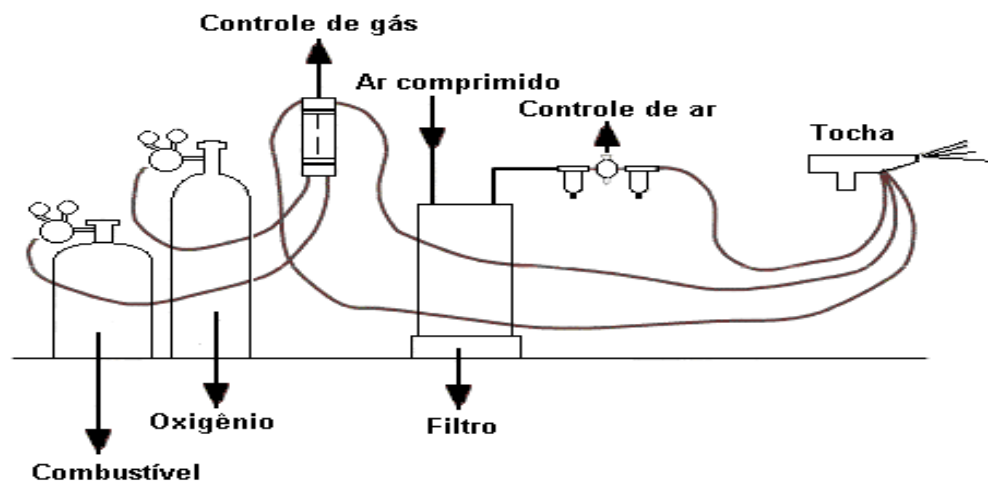 Controle de gás
Ar comprimido
Controle de ar
Tocha
Oxigênio
Filtro
Combustível